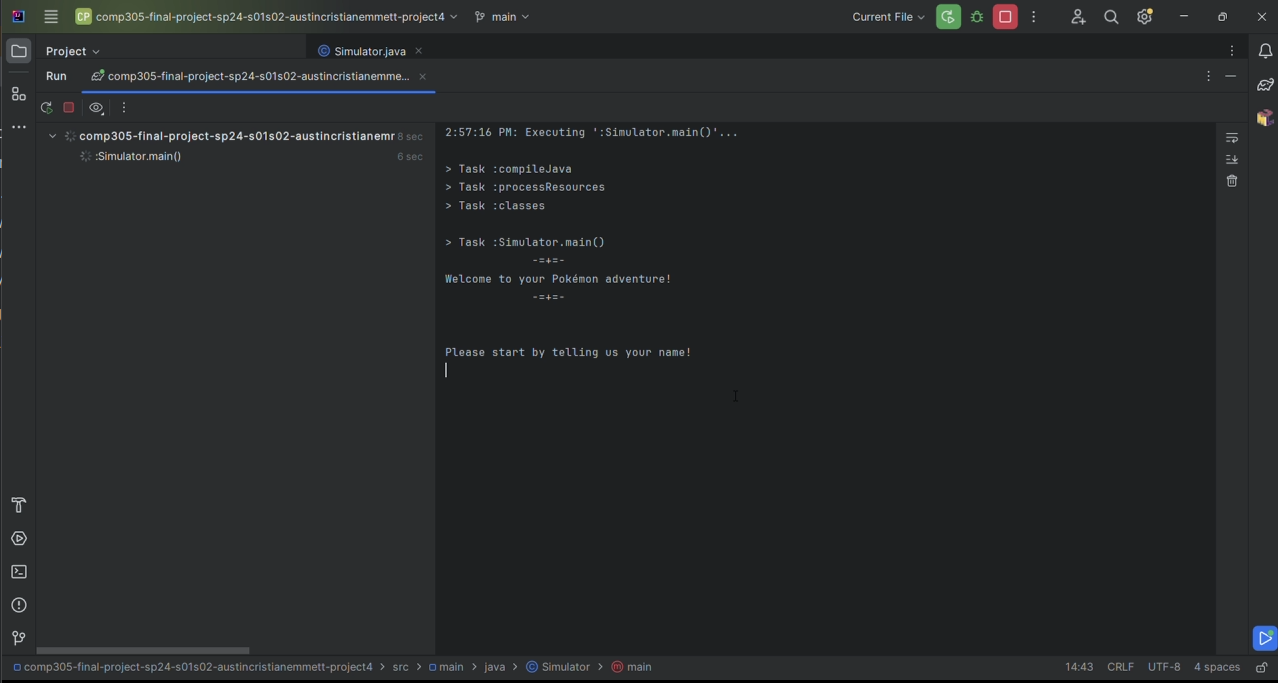 CP comp305-final-project-sp24-s01s02-austincristianemmett-project4 main Current File
Project Simulator.java
Run comp305-final-project-sp24-s01s02-austincristianemme...
comp305-final-project-sp24-s01s02-austincristianemr 8 sec
:Simulator.main() 6 sec
2:57:16 PM: Executing ':Simulator.main()'...
> Task :compileJava
> Task :processResources
> Task :classes
> Task :Simulator.main()
-=+=-
Welcome to your Pokémon adventure!
-=+=-
Please start by telling us your name!
comp305-final-project-sp24-s01s02-austincristianemmett-project4 > src > main > java > Simulator > main 14:43 CRLF UTF-8 4 spaces